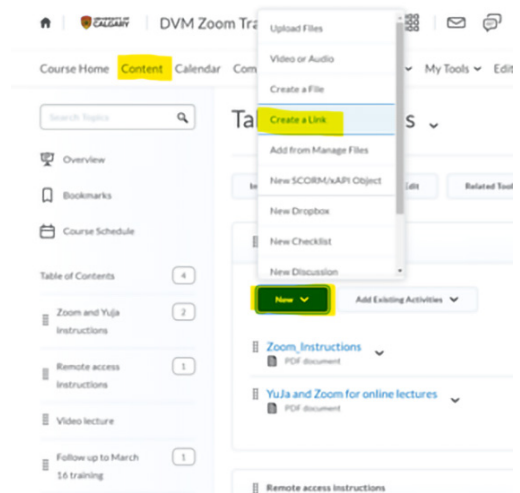 UNIVERSITY OF
CALGARY
DVM Zoom Tra
Course Home
Content
Calendar
Com
My Tools
Edit
Upload Files
Video or Audio
Create a File
Create a Link
Add from Manage Files
New SCORM/xAPI Object
New Dropbox
New Checklist
New Discussion
Search Topics
Overview
Bookmarks
Course Schedule
Table of Contents
4
Zoom and Yuja
instructions
2
Remote access
instructions
1
Video lecture
Follow up to March
16 training
1
Ta
s
Edit
Related Tool
New
Add Existing Activities
Zoom_Instructions
PDF document
YuJa and Zoom for online lectures
PDF document
Remote access instructions